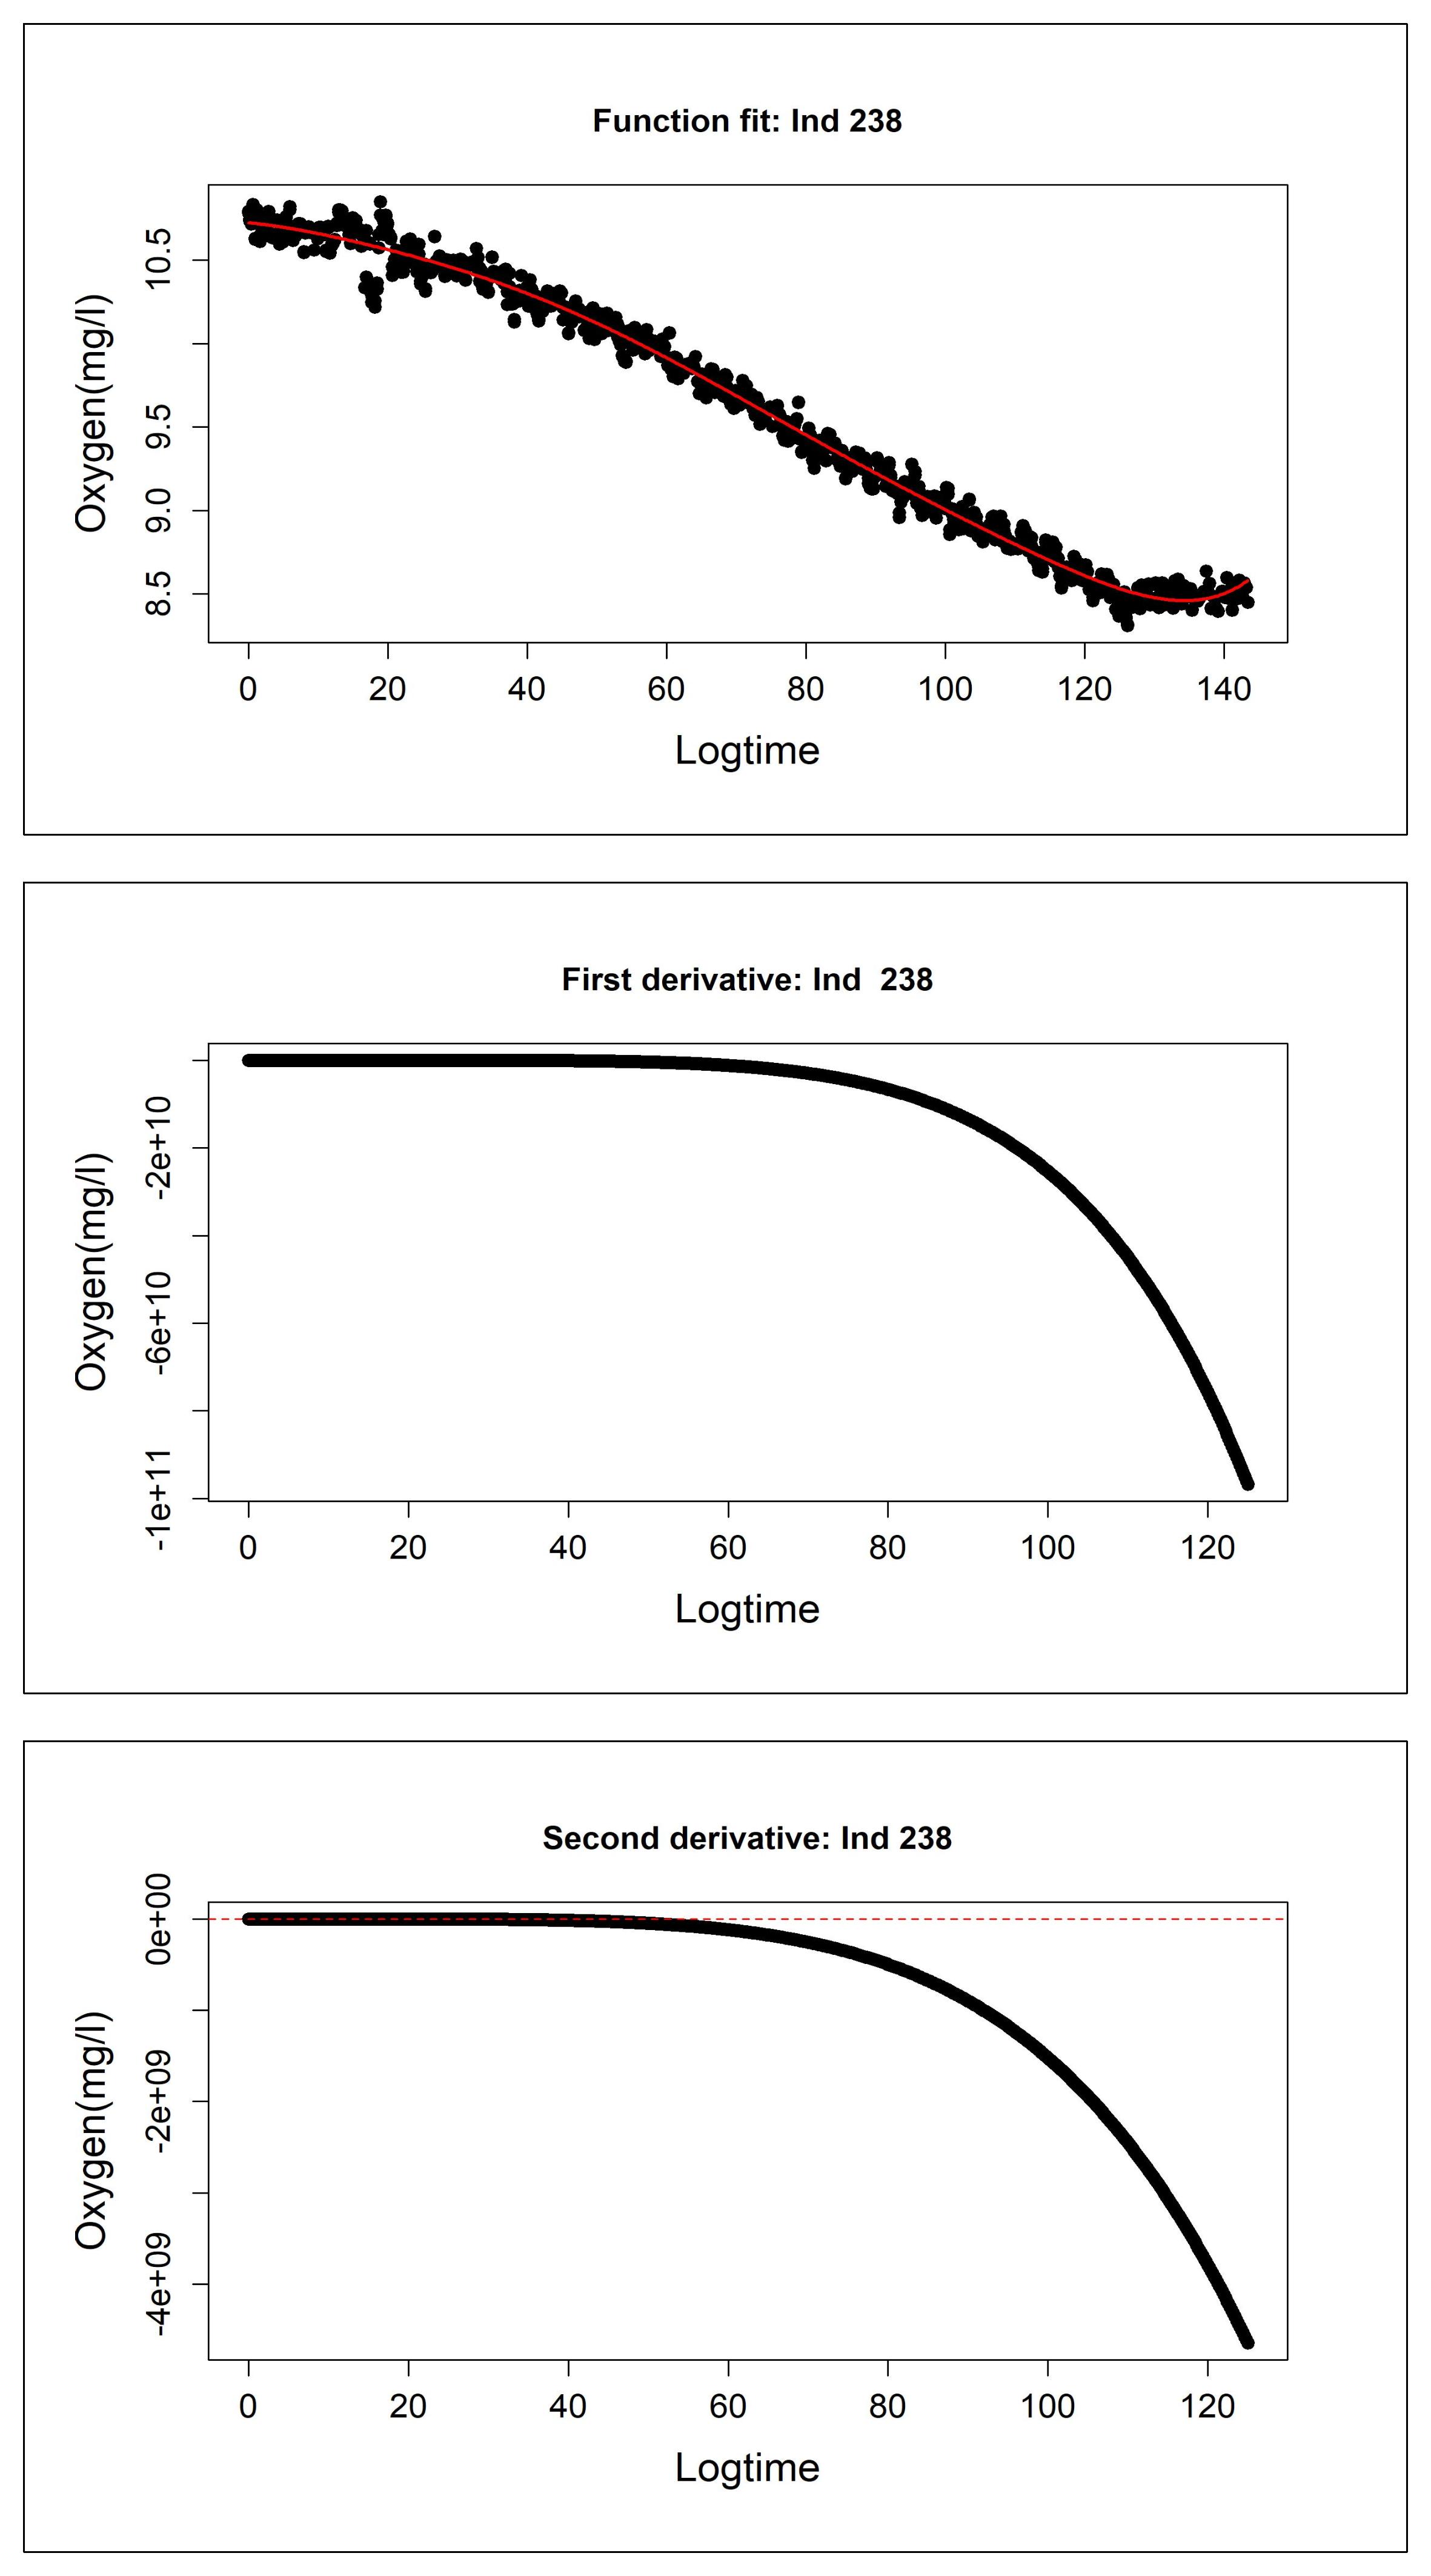 Function fit: Ind 238
10.5
9.5
9.0
8.5
Oxygen(mg/l)
0 20 40 60 80 100 120 140
Logtime
First derivative: Ind  238
-2e+10
-6e+10
-1e+11
Oxygen(mg/l)
0 20 40 60 80 100 120
Logtime
Second derivative: Ind 238
0e+00
-2e+09
-4e+09
Oxygen(mg/l)
0 20 40 60 80 100 120
Logtime